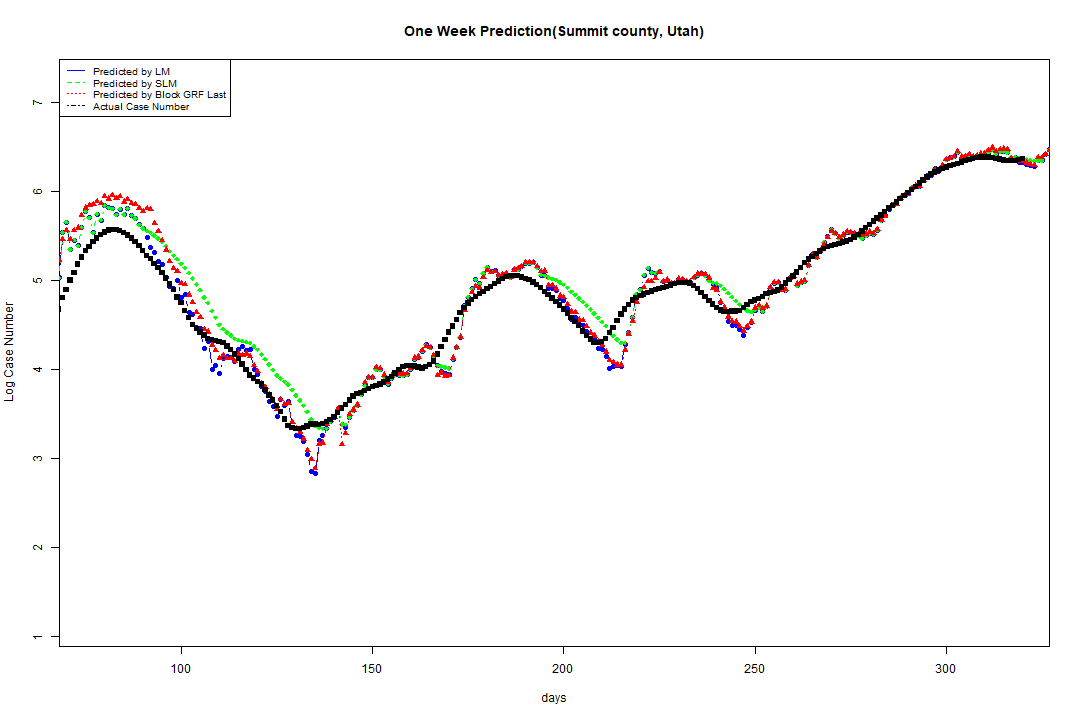 One Week Prediction(Summit county, Utah)
Predicted by LM
Predicted by SLM
Predicted by Block GRF Last
Actual Case Number
Log Case Number
7
6
5
4
3
2
1
100 150 200 250 300
days